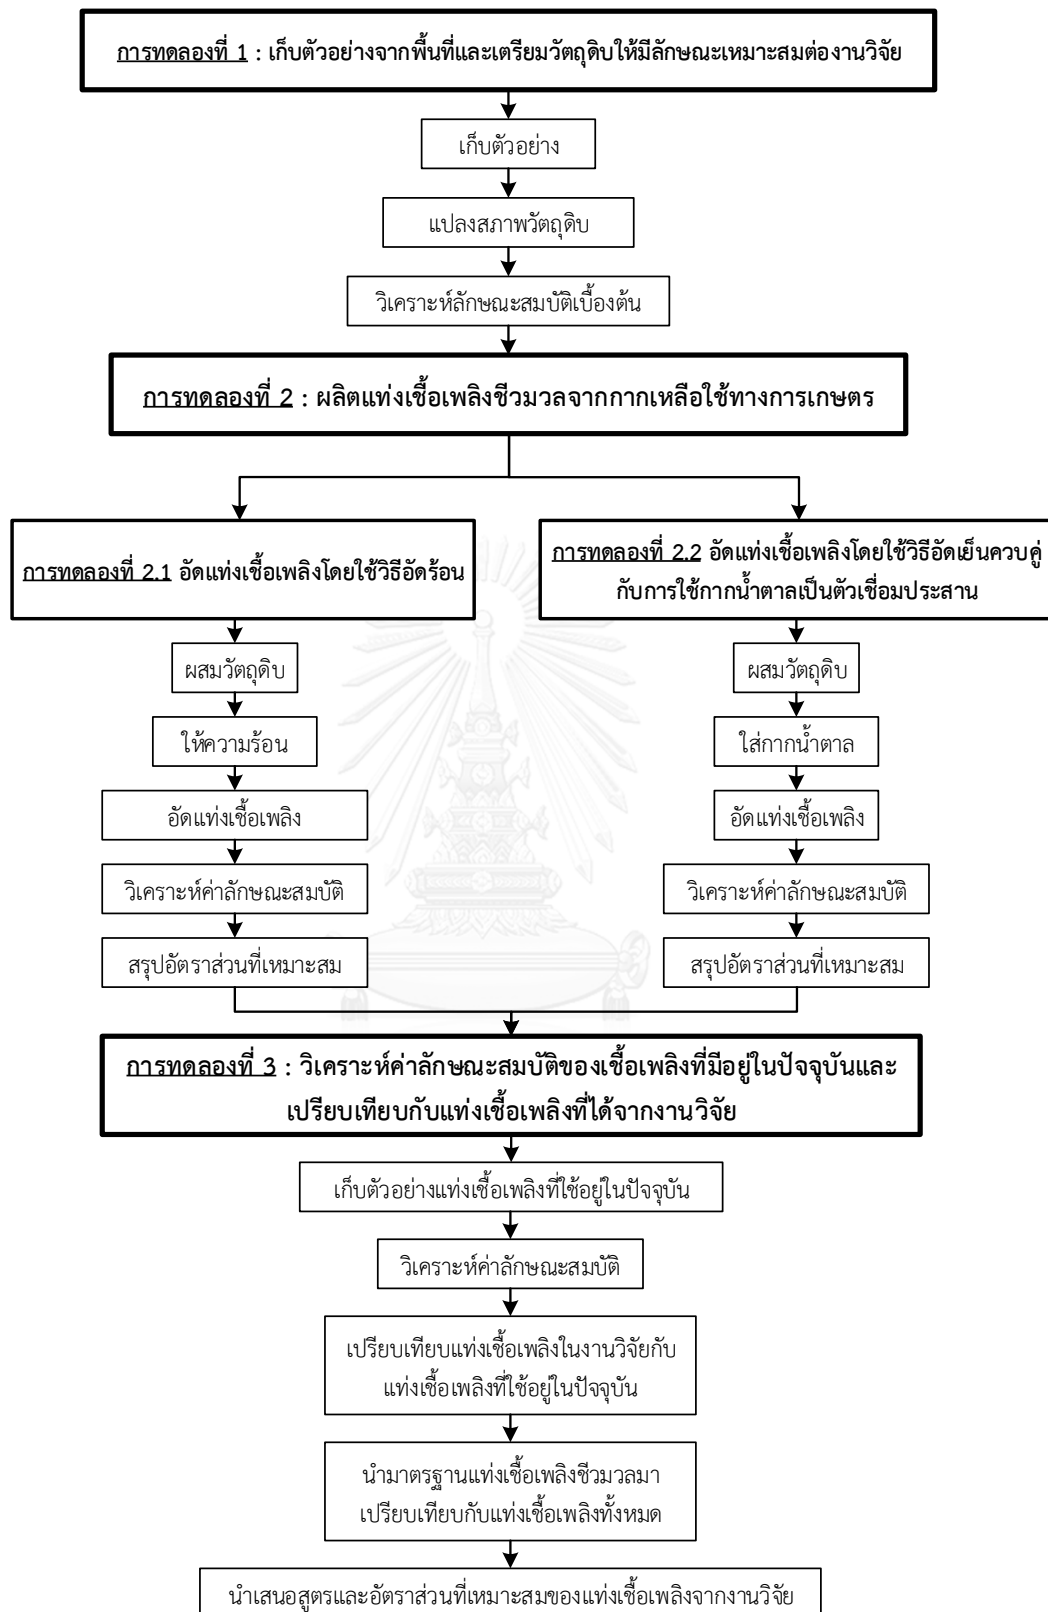 การทดลองที่ 1 : เก็บตัวอย่างจากพื้นที่และเตรียมวัตถุดิบให้มีลักษณะเหมาะสมต่องานวิจัย
เก็บตัวอย่าง
แปลงสภาพวัตถุดิบ
วิเคราะห์ลักษณะสมบัติเบื้องต้น
การทดลองที่ 2 : ผลิตแท่งเชื้อเพลิงชีวมวลจากกากเหลือใช้ทางการเกษตร
การทดลองที่ 2.1 อัดแท่งเชื้อเพลิงโดยใช้วิธีอัดร้อน
ผสมวัตถุดิบ
ให้ความร้อน
อัดแท่งเชื้อเพลิง
วิเคราะห์ค่าลักษณะสมบัติ
สรุปอัตราส่วนที่เหมาะสม
การทดลองที่ 2.2 อัดแท่งเชื้อเพลิงโดยใช้วิธีอัดเย็นควบคู่
กับการใช้กากน้ำตาลเป็นตัวเชื่อมประสาน
ผสมวัตถุดิบ
ใส่กากน้ำตาล
อัดแท่งเชื้อเพลิง
วิเคราะห์ค่าลักษณะสมบัติ
สรุปอัตราส่วนที่เหมาะสม
การทดลองที่ 3 : วิเคราะห์ค่าลักษณะสมบัติของเชื้อเพลิงที่มีอยู่ในปัจจุบันและ
เปรียบเทียบกับแท่งเชื้อเพลิงที่ได้จากงานวิจัย
เก็บตัวอย่างแท่งเชื้อเพลิงที่ใช้อยู่ในปัจจุบัน
วิเคราะห์ค่าลักษณะสมบัติ
เปรียบเทียบแท่งเชื้อเพลิงในงานวิจัยกับ
แท่งเชื้อเพลิงที่ใช้อยู่ในปัจจุบัน
นำมาตรฐานแท่งเชื้อเพลิงชีวมวลมา
เปรียบเทียบกับแท่งเชื้อเพลิงทั้งหมด
นำเสนอสูตรและอัตราส่วนที่เหมาะสมของแท่งเชื้อเพลิงจากงานวิจัย